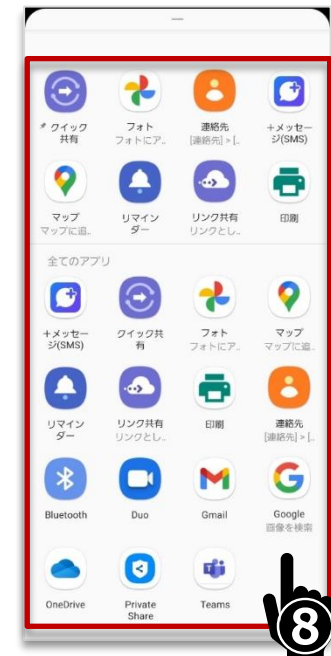 クイック共有
フォト
フォトにア..
連絡先
[連絡先] > [..
+メッセージ(SMS)
マップ
マップに追..
リマインダー
リンク共有
リンクとし..
印刷
全てのアプリ
+メッセージ(SMS)
クイック共有
フォト
フォトにア..
マップ
マップに追..
リマインダー
リンク共有
リンクとし..
印刷
連絡先
[連絡先] > [..
Bluetooth
Duo
Gmail
Google
画像を検索
OneDrive
Private
Share
Teams
8